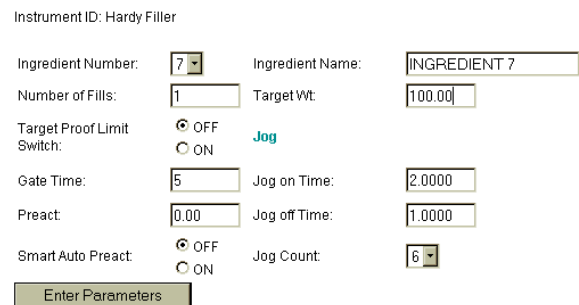 Instrument ID: Hardy Filler
Ingredient Number: 7 Ingredient Name: INGREDIENT 7
Number of Fills: 1 Target Wt: 100.00
Target Proof Limit Switch: OFF ON Jog
Gate Time: 5 Jog on Time: 2.0000
Preact: 0.00 Jog off Time: 1.0000
Smart Auto Preact: OFF ON Jog Count: 6
Enter Parameters